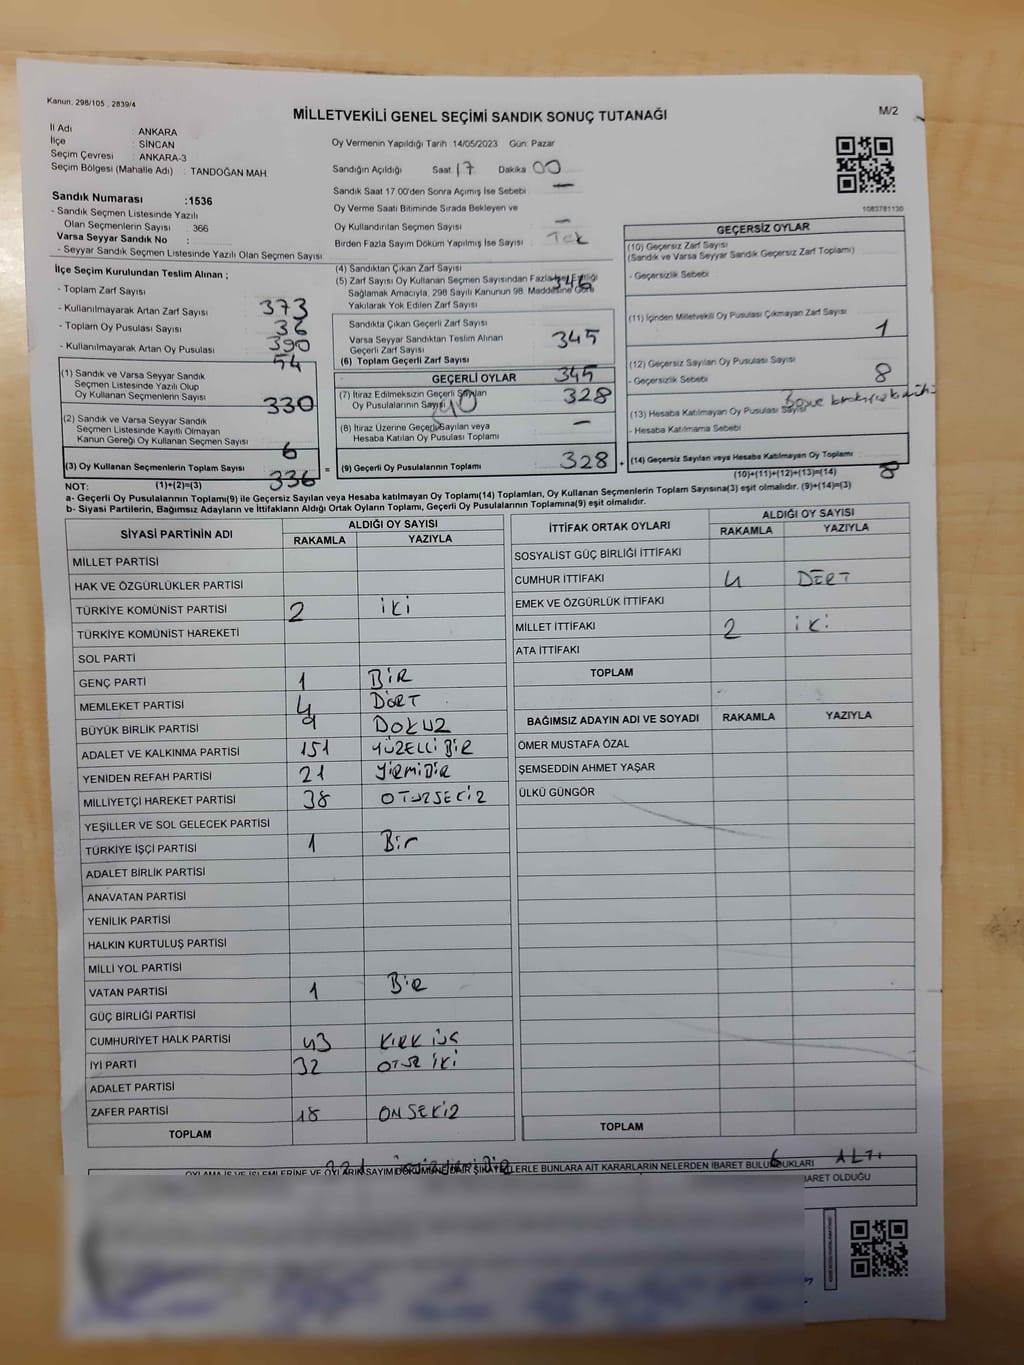 Kanun: 298/105 , 2839/4
MİLLETVEKİLİ GENEL SEÇİMİ SANDIK SONUÇ TUTANAĞI
M/2
İl Adı : ANKARA
İlçe : SİNCAN
Seçim Çevresi : ANKARA-3
Seçim Bölgesi (Mahalle Adı) : TANDOĞAN MAH.
Oy Vermenin Yapıldığı Tarih 14/05/2023 Gün: Pazar
Sandığın Açıldığı Saat 17 Dakika 00
Sandık Saat 17.00'den Sonra Açımış İse Sebebi : —
Oy Verme Saati Bitiminde Sırada Bekleyen ve
Oy Kullandırılan Seçmen Sayısı : —
Birden Fazla Sayım Döküm Yapılmış İse Sayısı : Tek
1083781130
Sandık Numarası :1536
- Sandık Seçmen Listesinde Yazılı
Olan Seçmenlerin Sayısı : 366
Varsa Seyyar Sandık No :
- Seyyar Sandık Seçmen Listesinde Yazılı Olan Seçmen Sayısı:
İlçe Seçim Kurulundan Teslim Alınan ;
- Toplam Zarf Sayısı : 373
- Kullanılmayarak Artan Zarf Sayısı : 36
- Toplam Oy Pusulası Sayısı : 390
- Kullanılmayarak Artan Oy Pusulası : 54
(1) Sandık ve Varsa Seyyar Sandık
Seçmen Listesinde Yazılı Olup
Oy Kullanan Seçmenlerin Sayısı : 330
(2) Sandık ve Varsa Seyyar Sandık
Seçmen Listesinde Kayıtlı Olmayan
Kanun Gereği Oy Kullanan Seçmen Sayısı : 6
(3) Oy Kullanan Seçmenlerin Toplam Sayısı : 336
(1)+(2)=(3)
(4) Sandıktan Çıkan Zarf Sayısı : 346
(5) Zarf Sayısı Oy Kullanan Seçmen Sayısından Fazla İse Eşitliği
Sağlamak Amacıyla, 298 Sayılı Kanunun 98. Maddesine Göre
Yakılarak Yok Edilen Zarf Sayısı
Sandıkta Çıkan Geçerli Zarf Sayısı : 345
Varsa Seyyar Sandıktan Teslim Alınan
Geçerli Zarf Sayısı
(6) Toplam Geçerli Zarf Sayısı : 345
GEÇERLİ OYLAR
(7) İtiraz Edilmeksizin Geçerli Sayılan
Oy Pusulalarının Sayısı : 328
(8) İtiraz Üzerine Geçerli Sayılan veya
Hesaba Katılan Oy Pusulası Toplamı : —
= (9) Geçerli Oy Pusulalarının Toplamı : 328 +
GEÇERSİZ OYLAR
(10) Geçersiz Zarf Sayısı
(Sandık ve Varsa Seyyar Sandık Geçersiz Zarf Toplamı)
- Geçersizlik Sebebi
(11) İçinden Milletvekili Oy Pusulası Çıkmayan Zarf Sayısı : 1
(12) Geçersiz Sayılan Oy Pusulası Sayısı : 8
- Geçersizlik Sebebi :
(13) Hesaba Katılmayan Oy Pusulası Sayısı
- Hesaba Katılmama Sebebi
(14) Geçersiz Sayılan veya Hesaba Katılmayan Oy Toplamı : 8
(10)+(11)+(12)+(13)=(14)
NOT:
a- Geçerli Oy Pusulalarının Toplamı(9) ile Geçersiz Sayılan veya Hesaba katılmayan Oy Toplamı(14) Toplamları, Oy Kullanan Seçmenlerin Toplam Sayısına(3) eşit olmalıdır. (9)+(14)=(3)
b- Siyasi Partilerin, Bağımsız Adayların ve İttifakların Aldığı Ortak Oyların Toplamı, Geçerli Oy Pusulalarının Toplamına(9) eşit olmalıdır.
SİYASİ PARTİNİN ADI ALDIĞI OY SAYISI
RAKAMLA YAZIYLA
MİLLET PARTİSİ
HAK VE ÖZGÜRLÜKLER PARTİSİ
TÜRKİYE KOMÜNİST PARTİSİ 2 iki
TÜRKİYE KOMÜNİST HAREKETİ
SOL PARTİ
GENÇ PARTİ 1 BİR
MEMLEKET PARTİSİ 4 DÖRT
BÜYÜK BİRLİK PARTİSİ 9 DOKUZ
ADALET VE KALKINMA PARTİSİ 151 YÜZELLİ BİR
YENİDEN REFAH PARTİSİ 21 YİRMİBİR
MİLLİYETÇİ HAREKET PARTİSİ 38 OTUZSEKİZ
YEŞİLLER VE SOL GELECEK PARTİSİ
TÜRKİYE İŞÇİ PARTİSİ 1 Bir
ADALET BİRLİK PARTİSİ
ANAVATAN PARTİSİ
YENİLİK PARTİSİ
HALKIN KURTULUŞ PARTİSİ
MİLLİ YOL PARTİSİ
VATAN PARTİSİ 1 BİR
GÜÇ BİRLİĞİ PARTİSİ
CUMHURİYET HALK PARTİSİ 43 KIRK ÜÇ
İYİ PARTİ 32 OTUZ İKİ
ADALET PARTİSİ
ZAFER PARTİSİ 18 ONSEKİZ
TOPLAM
İTTİFAK ORTAK OYLARI ALDIĞI OY SAYISI
RAKAMLA YAZIYLA
SOSYALİST GÜÇ BİRLİĞİ İTTİFAKI
CUMHUR İTTİFAKI 4 DÖRT
EMEK VE ÖZGÜRLÜK İTTİFAKI
MİLLET İTTİFAKI 2 iki
ATA İTTİFAKI
TOPLAM
BAĞIMSIZ ADAYIN ADI VE SOYADI RAKAMLA YAZIYLA
ÖMER MUSTAFA ÖZAL
ŞEMSEDDİN AHMET YAŞAR
ÜLKÜ GÜNGÖR
TOPLAM
6 ALTI
OYLAMA İŞ VE İŞLEMLERİNE VE OYLARIN SAYIM DÖKÜMÜNE DAİR ŞİKAYETLERLE BUNLARA AİT KARARLARIN NELERDEN İBARET BULUNDUKLARI
İBARET OLDUĞU